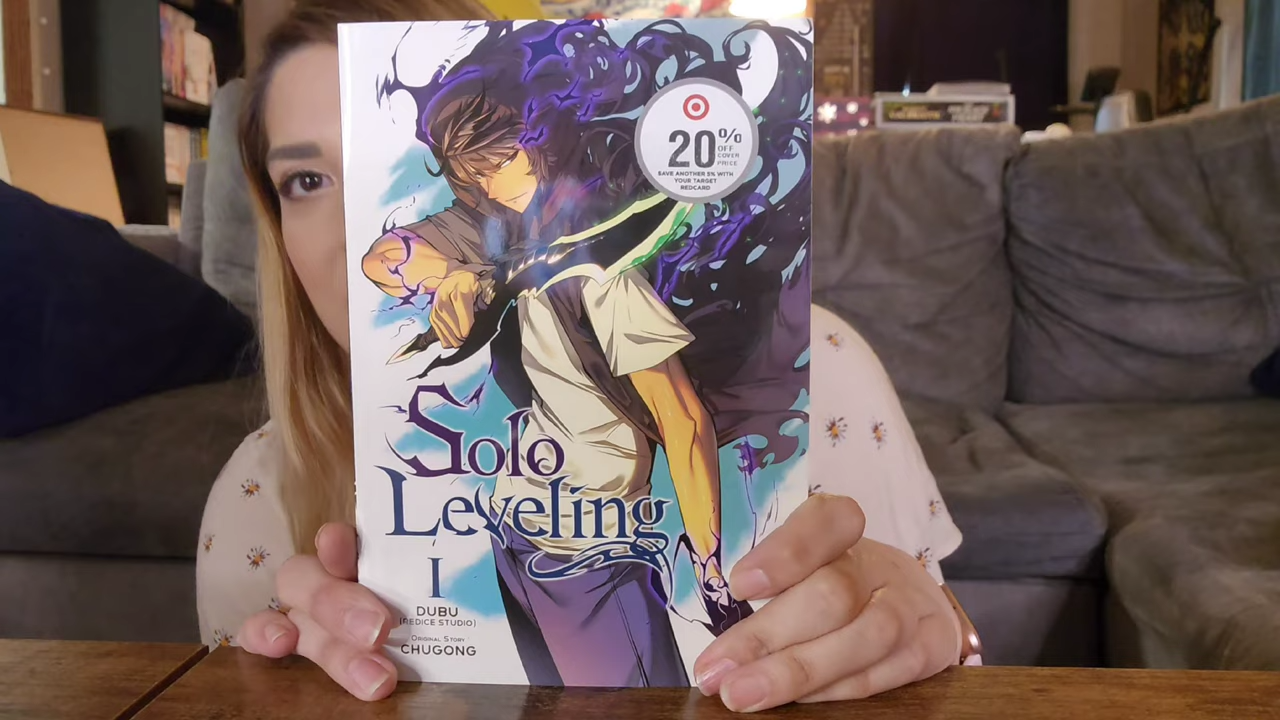 20%
OFF
COVER
PRICE
SAVE ANOTHER 5% WITH
YOUR TARGET
REDCARD
Solo
Leveling
I
DUBU
(REDICE STUDIO)
ORIGINAL STORY
CHUGONG